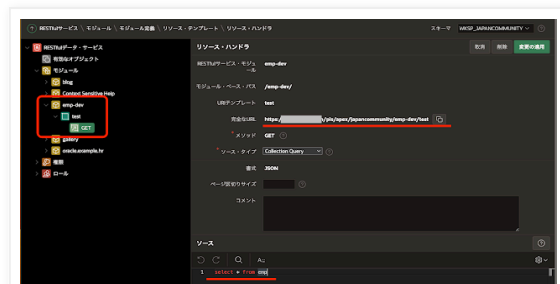 RESTfulサービス \ モジュール \ モジュール定義 \ リソース・テンプレート \ リソース・ハンドラ
スキーマ WKSP_JAPANCOMMUNITY
RESTfulデータ・サービス
有効なオブジェクト
モジュール
blog
Context Sensitive Help
emp-dev
test
GET
gallery
oracle.example.hr
権限
ロール
リソース・ハンドラ
取消 削除 変更の適用
RESTfulサービス・モジュール emp-dev
モジュール・ベース・パス /emp-dev/
URIテンプレート test
完全なURL https:/ /pls/apex/japancommunity/emp-dev/test
* メソッド GET
* ソース・タイプ Collection Query
書式 JSON
ページ区切りサイズ
コメント
ソース
1 select * from emp